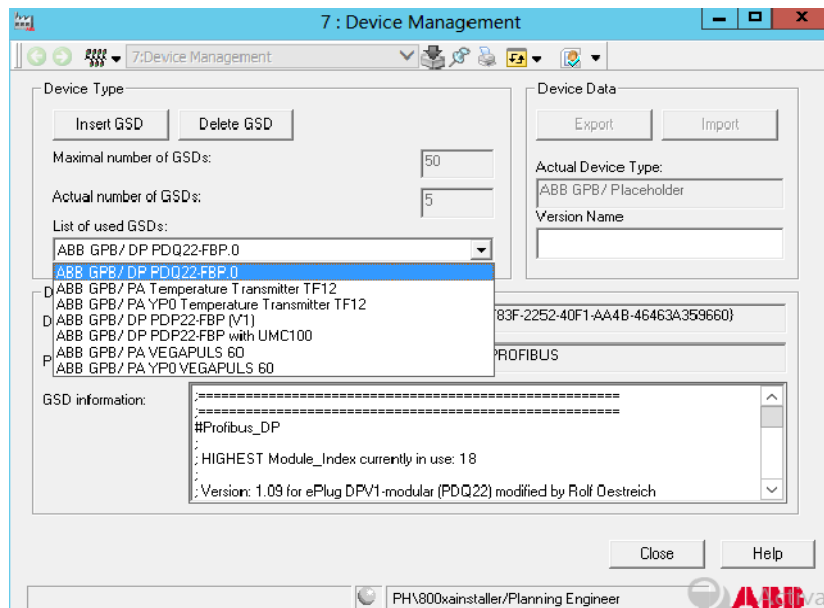 7 : Device Management
7:Device Management
Device Type
Insert GSD
Delete GSD
Maximal number of GSDs:
50
Actual number of GSDs:
5
List of used GSDs:
ABB GPB/ DP PDQ22-FBP.0
ABB GPB/ DP PDQ22-FBP.0
ABB GPB/ PA Temperature Transmitter TF12
ABB GPB/ PA YP0 Temperature Transmitter TF12
ABB GPB/ DP PDP22-FBP (V1)
ABB GPB/ DP PDP22-FBP with UMC100
ABB GPB/ PA VEGAPULS 60
ABB GPB/ PA YP0 VEGAPULS 60
Device Data
Export
Import
Actual Device Type:
ABB GPB/ Placeholder
Version Name
D
D
783F-2252-40F1-AA4B-46463A359660}
P
PROFIBUS
GSD information:
;=====================================================
;=====================================================
#Profibus_DP
;
; HIGHEST Module_Index currently in use: 18
;
; Version: 1.09 for ePlug DPV1-modular (PDQ22) modified by Rolf Oestreich
Close
Help
PH\800xainstaller/Planning Engineer
ABB